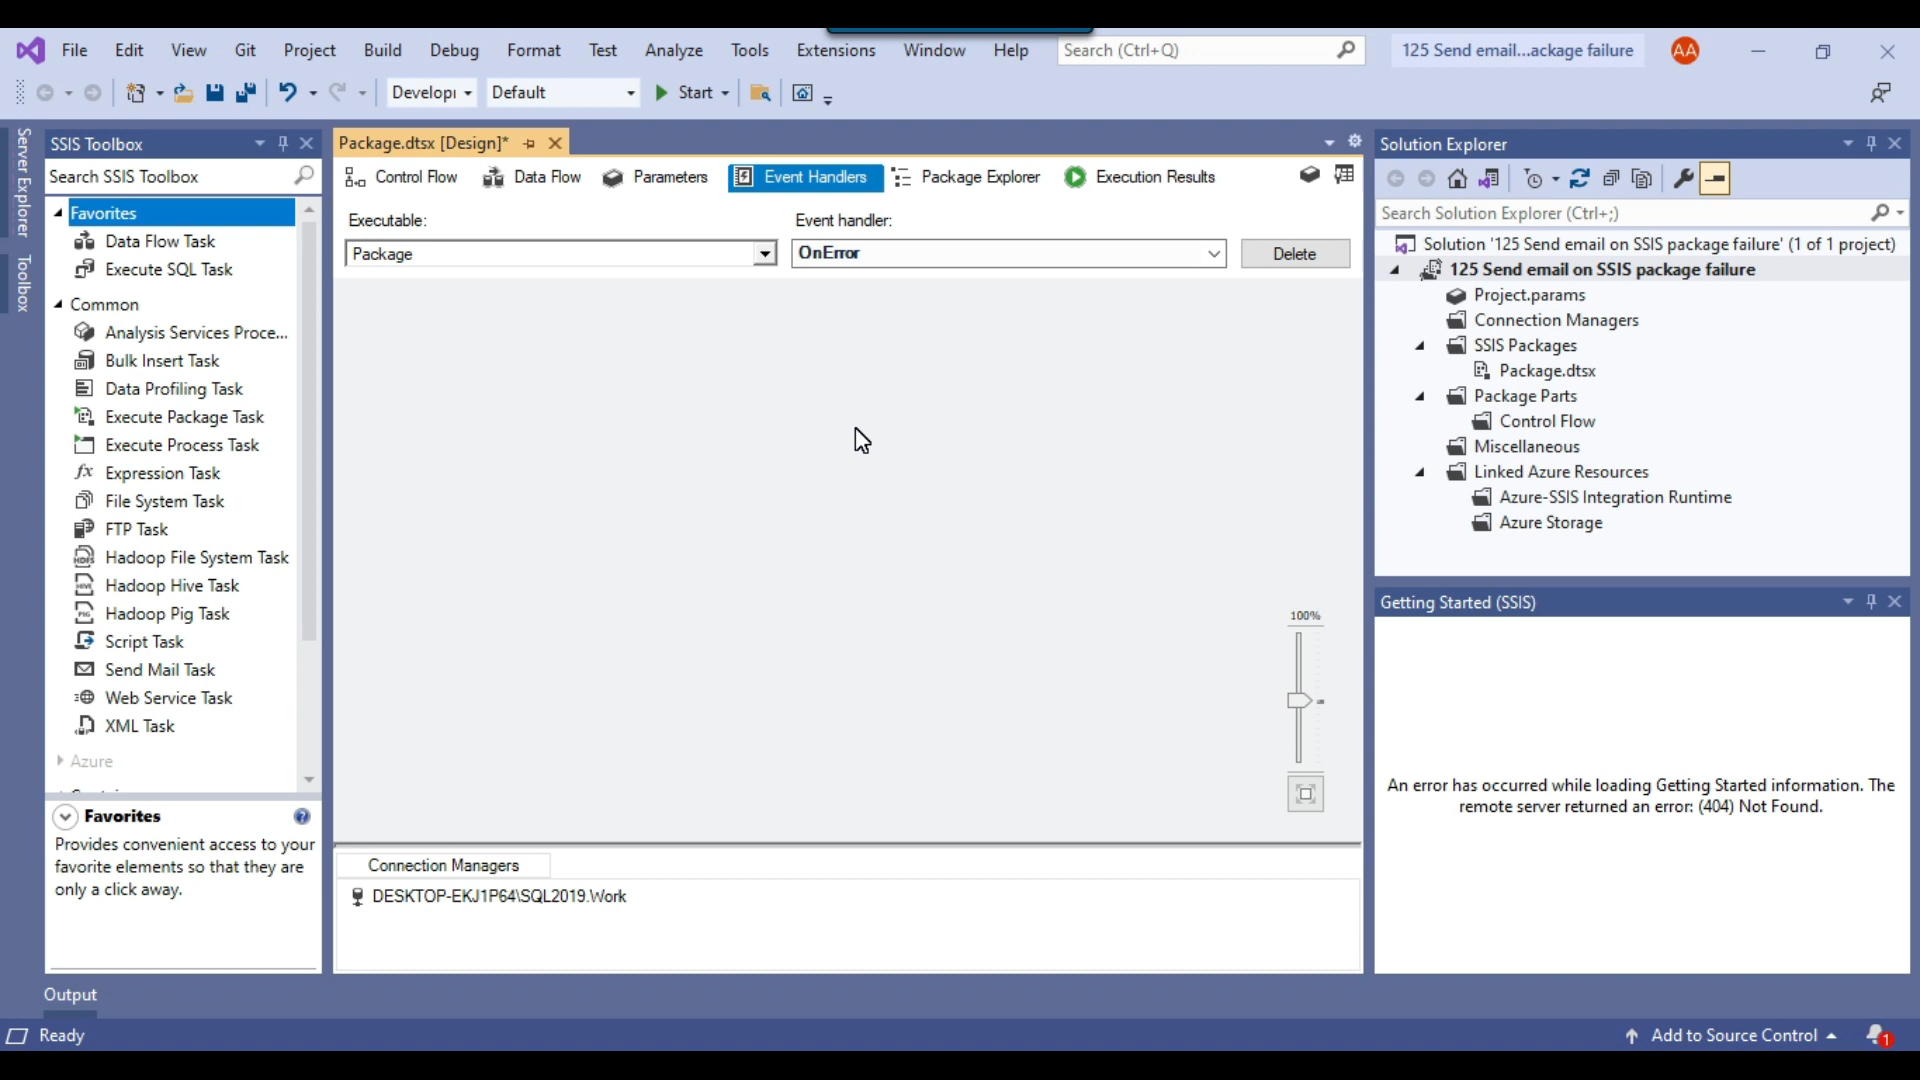 File Edit View Git Project Build Debug Format Test Analyze Tools Extensions Window Help Search (Ctrl+Q) 125 Send email...ackage failure AA
Developı Default Start
Server Explorer
Toolbox
SSIS Toolbox
Search SSIS Toolbox
Favorites
Data Flow Task
Execute SQL Task
Common
Analysis Services Proce...
Bulk Insert Task
Data Profiling Task
Execute Package Task
Execute Process Task
Expression Task
File System Task
FTP Task
Hadoop File System Task
Hadoop Hive Task
Hadoop Pig Task
Script Task
Send Mail Task
Web Service Task
XML Task
Azure
Favorites
Provides convenient access to your
favorite elements so that they are
only a click away.
Package.dtsx [Design]*
Control Flow Data Flow Parameters Event Handlers Package Explorer Execution Results
Executable: Event handler:
Package OnError Delete
100%
Connection Managers
DESKTOP-EKJ1P64\SQL2019.Work
Solution Explorer
Search Solution Explorer (Ctrl+;)
Solution '125 Send email on SSIS package failure' (1 of 1 project)
125 Send email on SSIS package failure
Project.params
Connection Managers
SSIS Packages
Package.dtsx
Package Parts
Control Flow
Miscellaneous
Linked Azure Resources
Azure-SSIS Integration Runtime
Azure Storage
Getting Started (SSIS)
An error has occurred while loading Getting Started information. The
remote server returned an error: (404) Not Found.
Output
Ready Add to Source Control 1